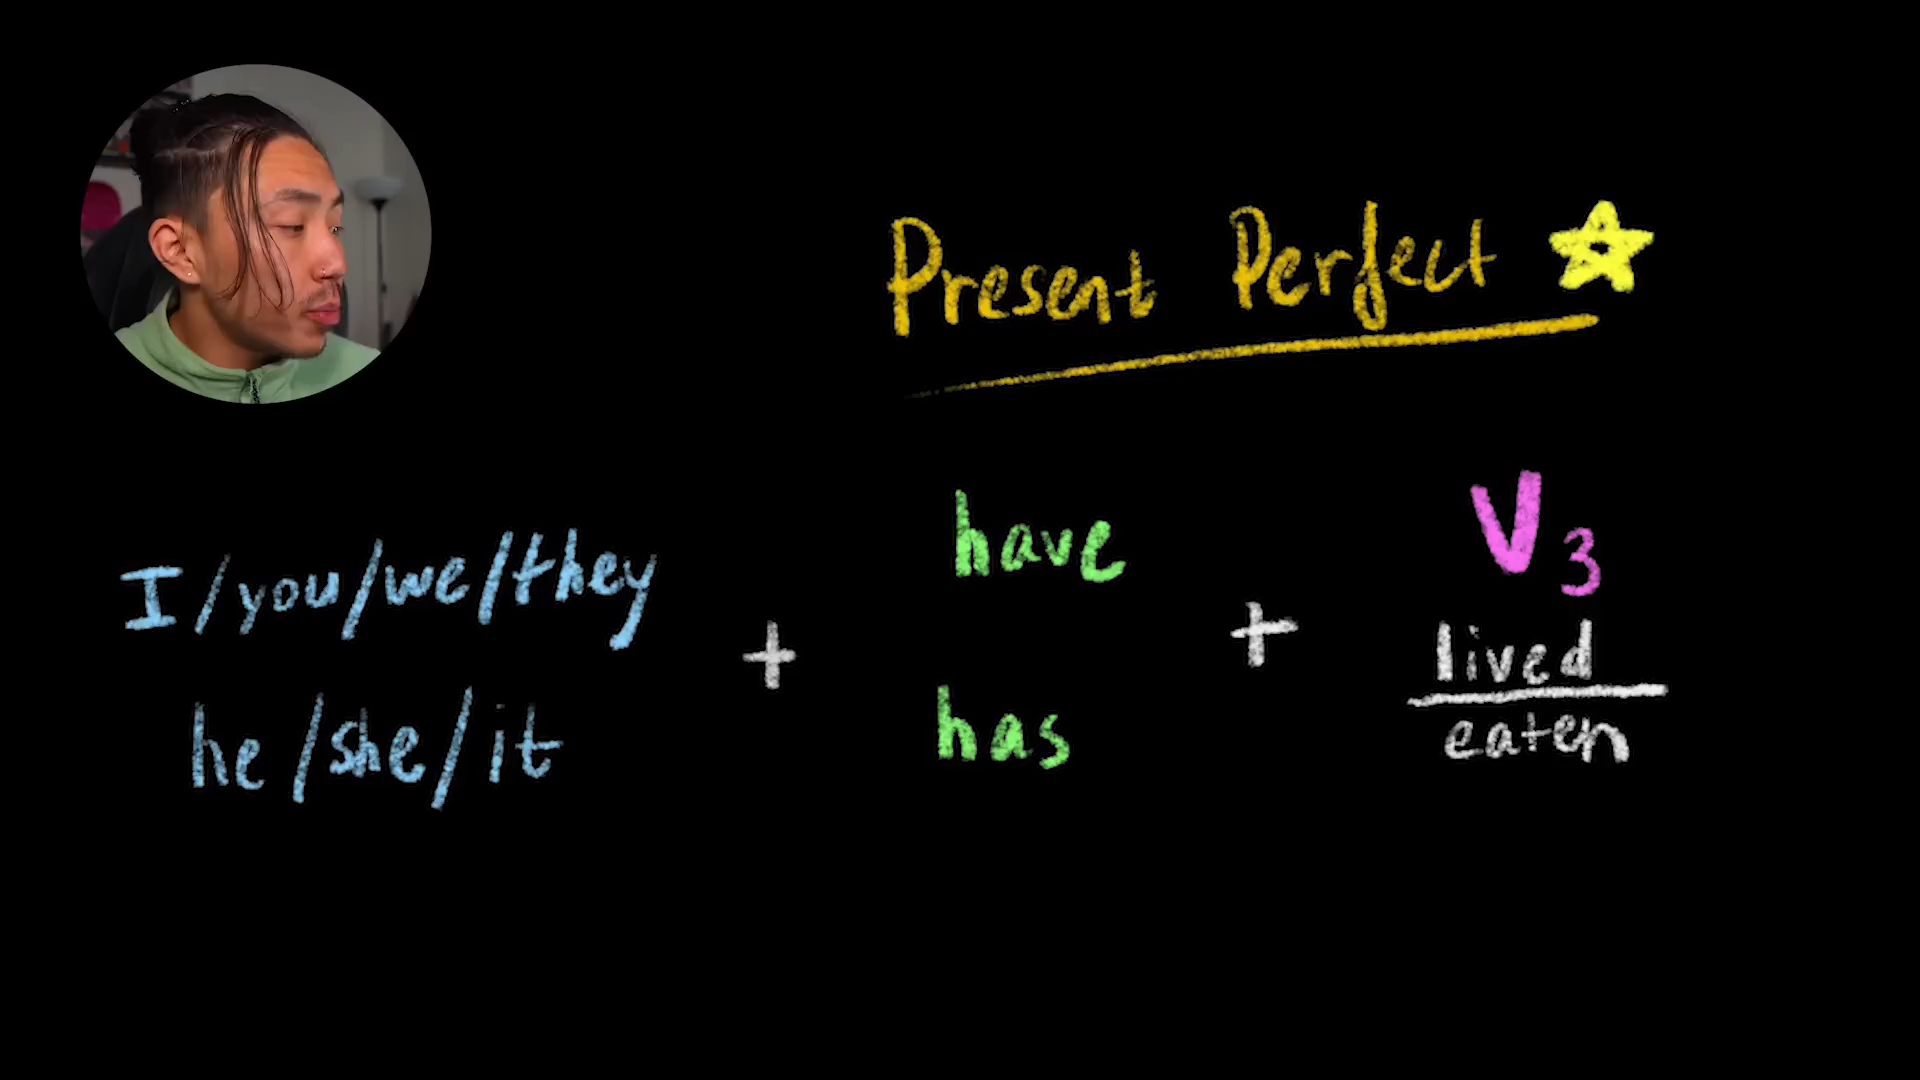 Present Perfect
I/you/we/they + have + V3
he/she/it has
lived
eaten